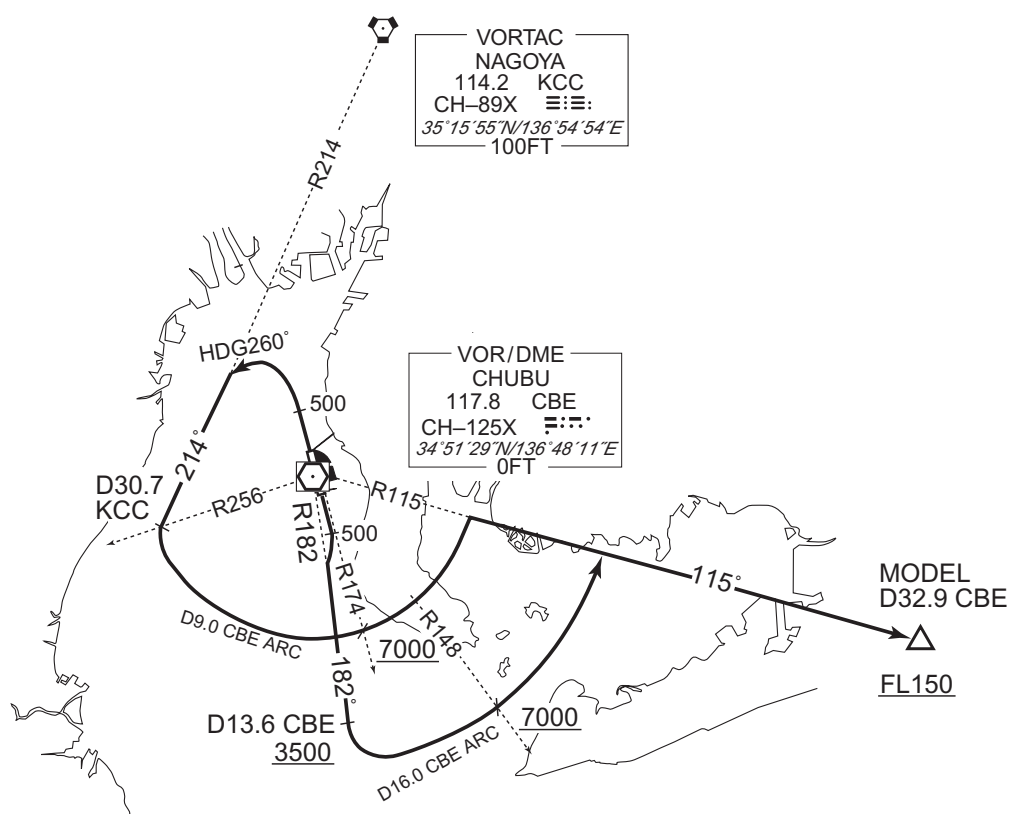 VORTAC
NAGOYA
114.2 KCC
CH–89X
35°15´55˝N/136°54´54˝E
100FT
R214
HDG260°
500
VOR/DME
CHUBU
117.8 CBE
CH–125X
34°51´29˝N/136°48´11˝E
0FT
214°
D30.7
KCC
R256
R182
R115
500
R174
115°
MODEL
D32.9 CBE
FL150
D9.0 CBE ARC
R148
7000
182°
D13.6 CBE
3500
7000
D16.0 CBE ARC